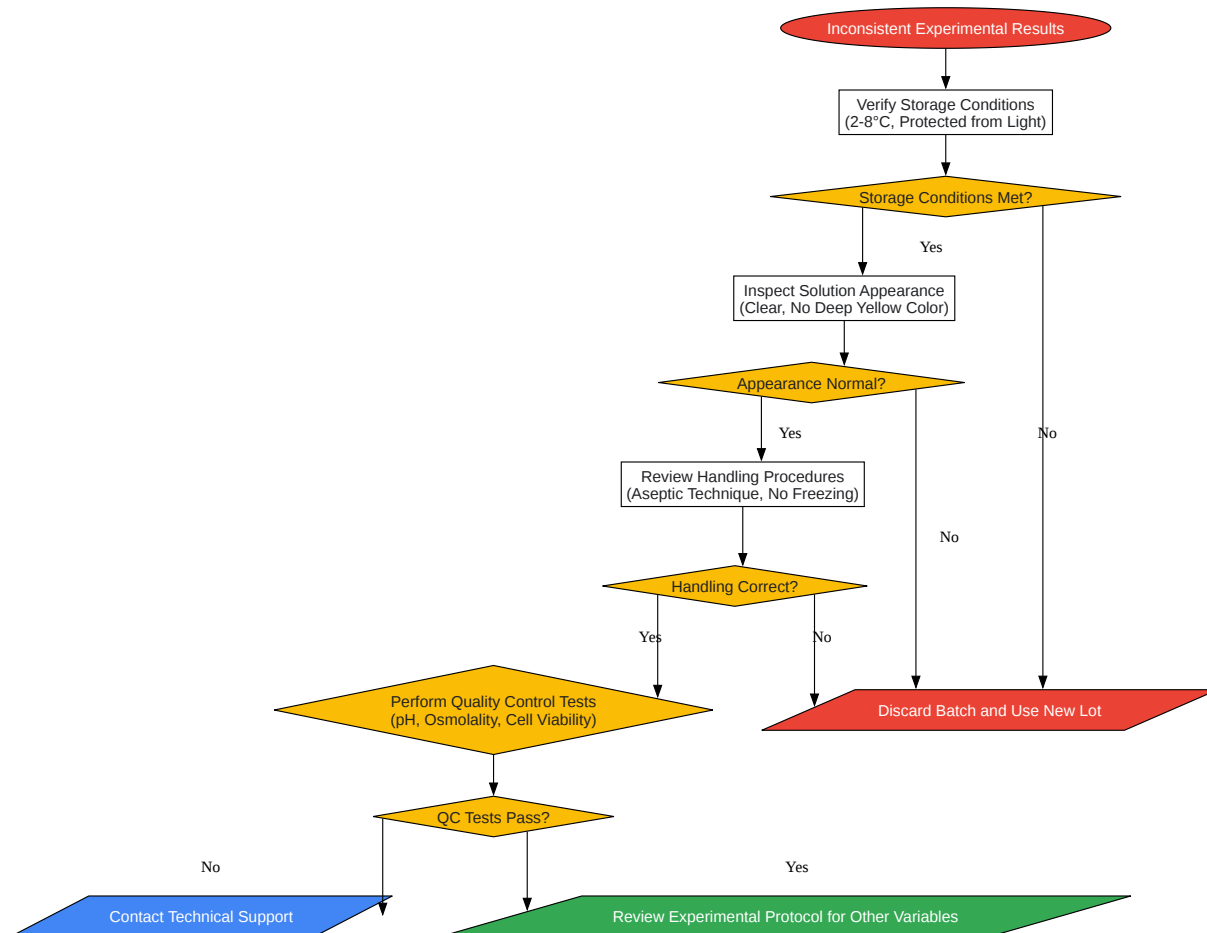 Inconsistent Experimental Results
Verify Storage Conditions
(2-8°C, Protected from Light)
Storage Conditions Met?
Yes
Inspect Solution Appearance
(Clear, No Deep Yellow Color)
Appearance Normal?
Yes
No
Review Handling Procedures
(Aseptic Technique, No Freezing)
No
Handling Correct?
Yes
No
Perform Quality Control Tests
(pH, Osmolality, Cell Viability)
Discard Batch and Use New Lot
QC Tests Pass?
No
Yes
Contact Technical Support
Review Experimental Protocol for Other Variables